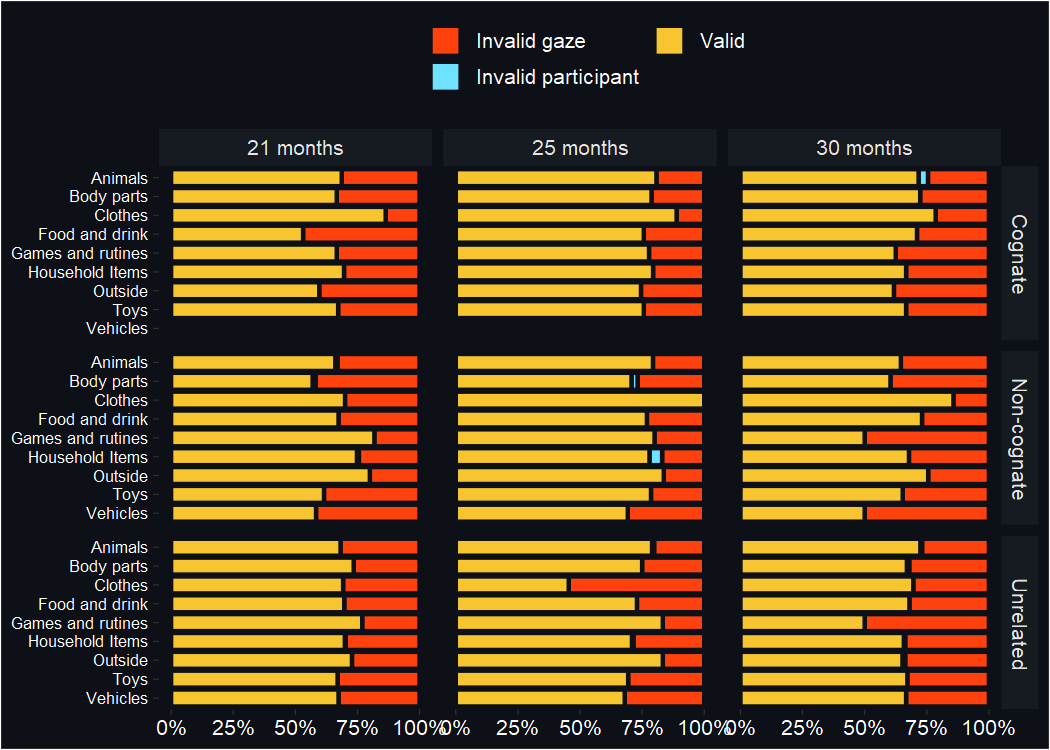 Invalid gaze Valid
Invalid participant
21 months 25 months 30 months
Animals
Body parts
Clothes
Food and drink
Games and rutines
Household Items
Outside
Toys
Vehicles
Cognate
Animals
Body parts
Clothes
Food and drink
Games and rutines
Household Items
Outside
Toys
Vehicles
Non-cognate
Animals
Body parts
Clothes
Food and drink
Games and rutines
Household Items
Outside
Toys
Vehicles
Unrelated
0% 25% 50% 75% 100% 0% 25% 50% 75% 100% 0% 25% 50% 75% 100%